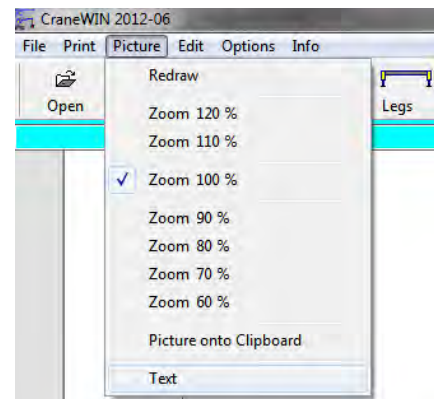 CraneWIN 2012-06
File Print Picture Edit Options Info
Open
Legs
Redraw
Zoom 120 %
Zoom 110 %
Zoom 100 %
Zoom 90 %
Zoom 80 %
Zoom 70 %
Zoom 60 %
Picture onto Clipboard
Text